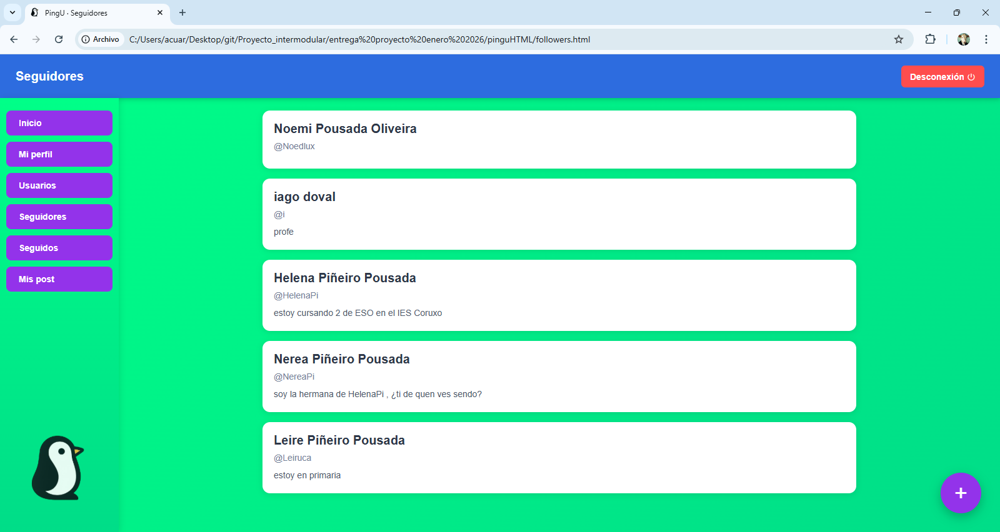 PingU · Seguidores
Archivo
C:/Users/acuar/Desktop/git/Proyecto_intermodular/entrega%20proyecto%20enero%202026/pinguHTML/followers.html
Seguidores
Desconexión
Inicio
Mi perfil
Usuarios
Seguidores
Seguidos
Mis post
Noemi Pousada Oliveira
@Noedlux
iago doval
@i
profe
Helena Piñeiro Pousada
@HelenaPi
estoy cursando 2 de ESO en el IES Coruxo
Nerea Piñeiro Pousada
@NereaPi
soy la hermana de HelenaPi , ¿ti de quen ves sendo?
Leire Piñeiro Pousada
@Leiruca
estoy en primaria
+